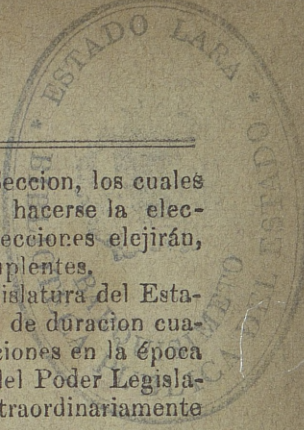 eccion, los cuales
hacerse la elec-
ecciones elejirán,
plentes.
islatura del Esta-
de duracion cua-
ciones en la época
del Poder Legisla-
traordinariamente
* ESTADO LARA *
BARQUISIMETO